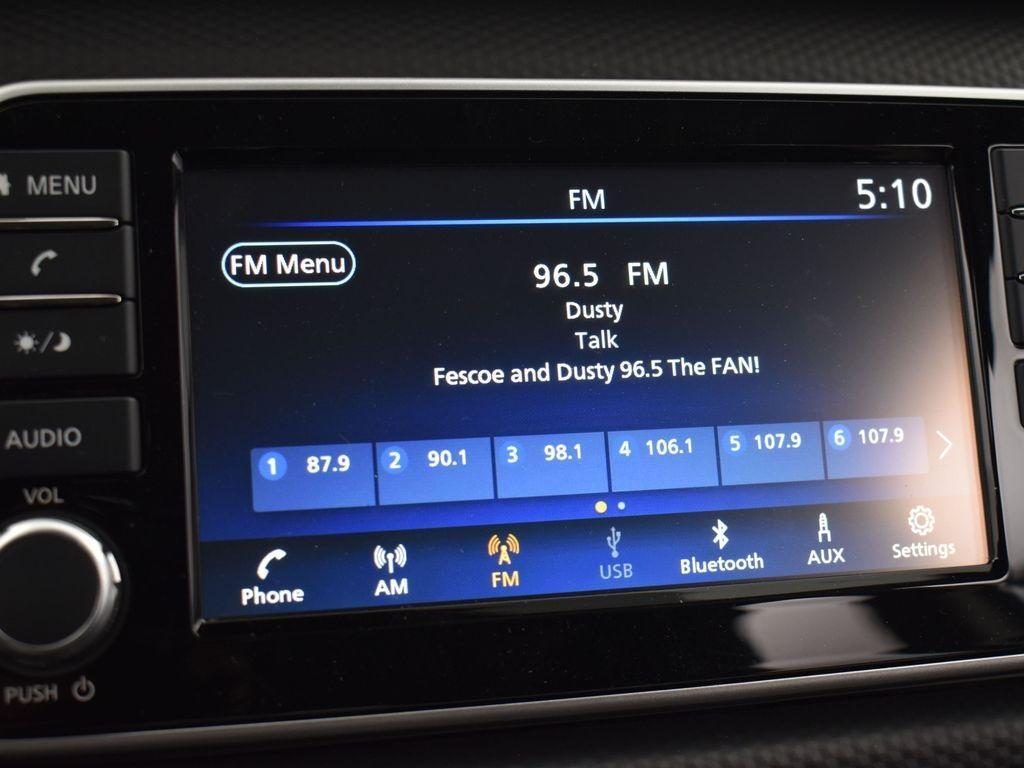 MENU
FM
5:10
FM Menu
96.5 FM
Dusty
Talk
Fescoe and Dusty 96.5 The FAN!
AUDIO
1 87.9
2 90.1
3 98.1
4 106.1
5 107.9
6 107.9
VOL
Phone
AM
FM
USB
Bluetooth
AUX
Settings
PUSH